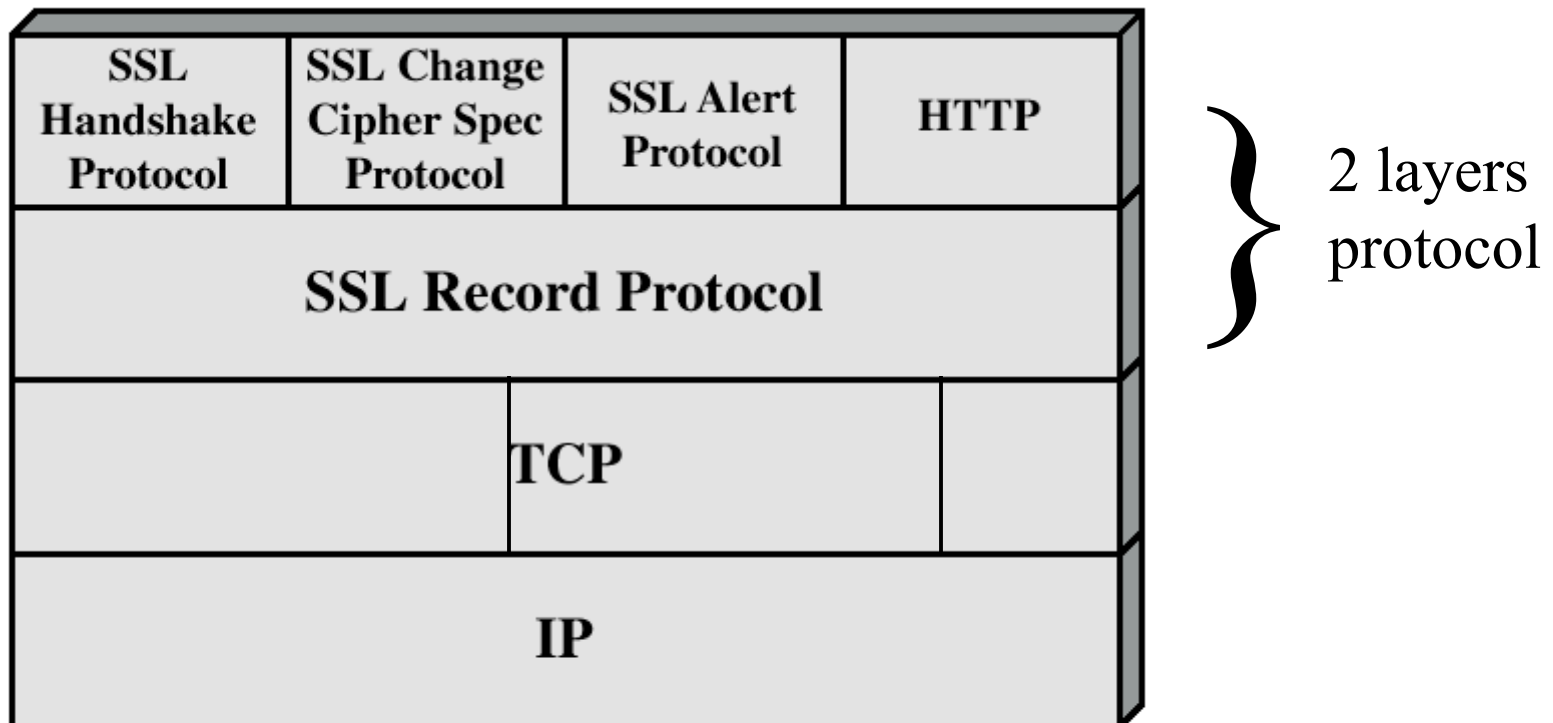 SSL
Handshake
Protocol
SSL Change
Cipher Spec
Protocol
SSL Alert
Protocol
HTTP
2 layers
protocol
SSL Record Protocol
TCP
IP